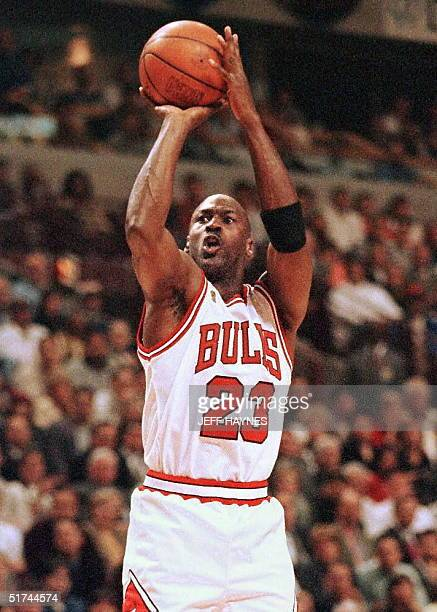 BULLS
23
gettyimages
JEFF-HAYNES
51744574